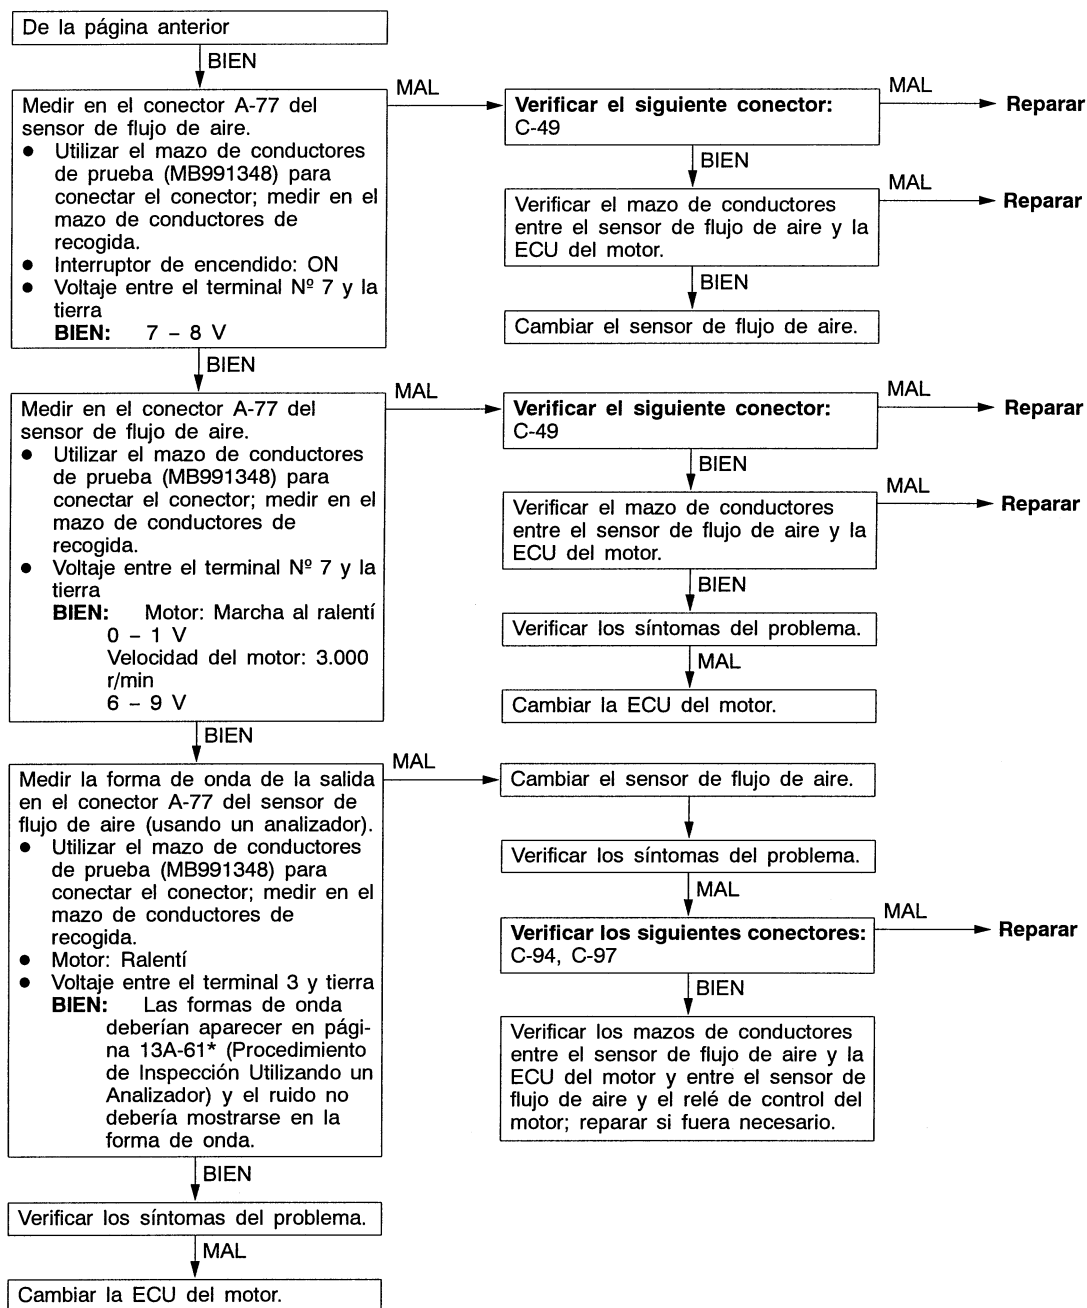 De la página anterior
BIEN
Medir en el conector A-77 del
sensor de flujo de aire.
● Utilizar el mazo de conductores
de prueba (MB991348) para
conectar el conector; medir en el
mazo de conductores de
recogida.
● Interruptor de encendido: ON
● Voltaje entre el terminal Nº 7 y la
tierra
BIEN: 7 – 8 V
MAL
Verificar el siguiente conector:
C-49
MAL
Reparar
BIEN
Verificar el mazo de conductores
entre el sensor de flujo de aire y la
ECU del motor.
MAL
Reparar
BIEN
Cambiar el sensor de flujo de aire.
BIEN
Medir en el conector A-77 del
sensor de flujo de aire.
● Utilizar el mazo de conductores
de prueba (MB991348) para
conectar el conector; medir en el
mazo de conductores de
recogida.
● Voltaje entre el terminal Nº 7 y la
tierra
BIEN: Motor: Marcha al ralentí
0 – 1 V
Velocidad del motor: 3.000
r/min
6 – 9 V
MAL
Verificar el siguiente conector:
C-49
MAL
Reparar
BIEN
Verificar el mazo de conductores
entre el sensor de flujo de aire y la
ECU del motor.
MAL
Reparar
BIEN
Verificar los síntomas del problema.
MAL
Cambiar la ECU del motor.
BIEN
Medir la forma de onda de la salida
en el conector A-77 del sensor de
flujo de aire (usando un analizador).
● Utilizar el mazo de conductores
de prueba (MB991348) para
conectar el conector; medir en el
mazo de conductores de
recogida.
● Motor: Ralentí
● Voltaje entre el terminal 3 y tierra
BIEN: Las formas de onda
deberían aparecer en pági-
na 13A-61* (Procedimiento
de Inspección Utilizando un
Analizador) y el ruido no
debería mostrarse en la
forma de onda.
MAL
Cambiar el sensor de flujo de aire.
Verificar los síntomas del problema.
MAL
Verificar los siguientes conectores:
C-94, C-97
MAL
Reparar
BIEN
Verificar los mazos de conductores
entre el sensor de flujo de aire y la
ECU del motor y entre el sensor de
flujo de aire y el relé de control del
motor; reparar si fuera necesario.
BIEN
Verificar los síntomas del problema.
MAL
Cambiar la ECU del motor.